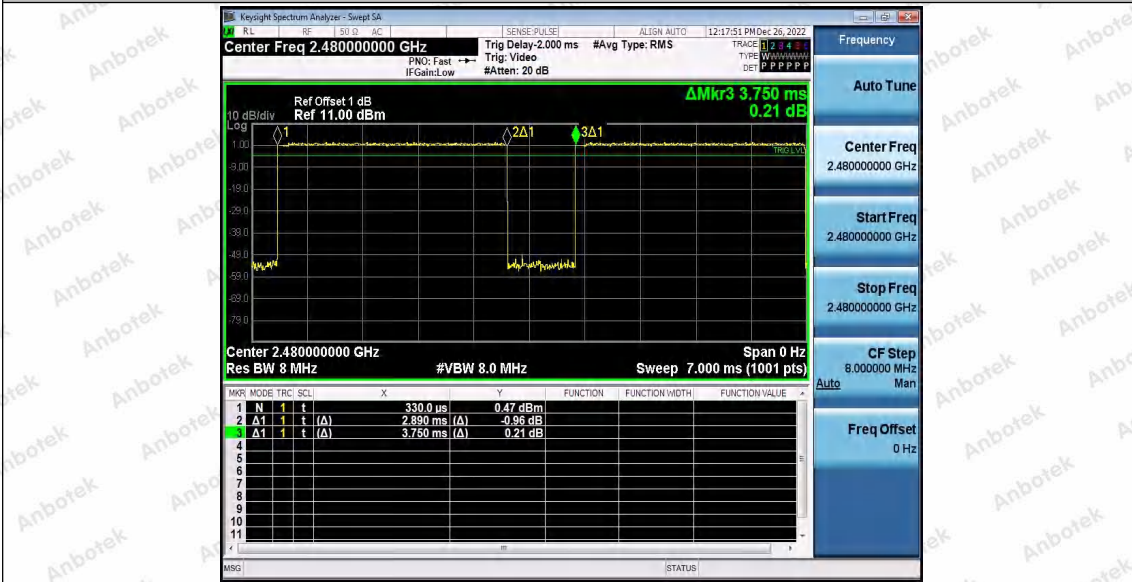 Keysight Spectrum Analyzer - Swept SA
RL RF 50 Ω AC SENSE:PULSE ALIGN AUTO 12:17:51 PM Dec 26, 2022
Center Freq 2.480000000 GHz
PNO: Fast
IFGain:Low
Trig Delay-2.000 ms
Trig: Video
#Atten: 20 dB
#Avg Type: RMS
TRACE 1 2 3 4 5 6
TYPE WWWWWW
DET P P P P P P
Frequency
Auto Tune
Center Freq
2.480000000 GHz
Start Freq
2.480000000 GHz
Stop Freq
2.480000000 GHz
CF Step
8.000000 MHz
Auto Man
Freq Offset
0 Hz
ΔMkr3 3.750 ms
0.21 dB
Ref Offset 1 dB
10 dB/div Ref 11.00 dBm
Log
1 2Δ1 3Δ1
TRIG LVL
1.00
-9.00
-19.0
-29.0
-39.0
-49.0
-59.0
-69.0
-79.0
Center 2.480000000 GHz Span 0 Hz
Res BW 8 MHz #VBW 8.0 MHz Sweep 7.000 ms (1001 pts)
MKR MODE TRC SCL X Y FUNCTION FUNCTION WIDTH FUNCTION VALUE
1 N 1 t 330.0 µs 0.47 dBm
2 Δ1 1 t (Δ) 2.890 ms (Δ) -0.96 dB
3 Δ1 1 t (Δ) 3.750 ms (Δ) 0.21 dB
4
5
6
7
8
9
10
11
MSG STATUS
Anbotek